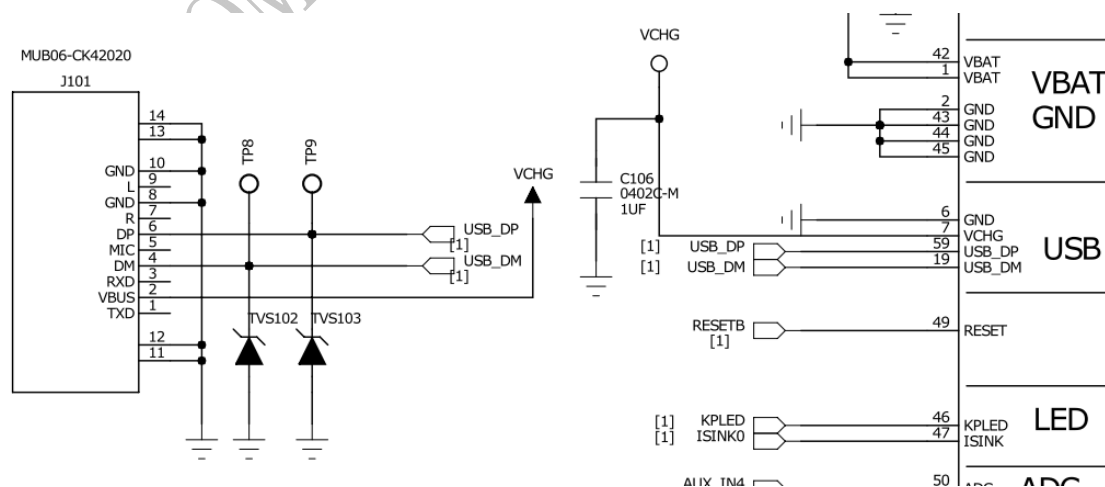 MUB06-CK42020
J101
14
13
GND 10
L 9
GND 8
R 7
DP 6
MIC 5
DM 4
RXD 3
VBUS 2
TXD 1
12
11
TP8
TP9
VCHG
USB_DP
[1]
USB_DM
[1]
TVS102
TVS103
VCHG
C106
0402C-M
1UF
42 VBAT
1 VBAT
VBAT
2 GND
43 GND
44 GND
45 GND
GND
6 GND
7 VCHG
[1] USB_DP 59 USB_DP
[1] USB_DM 19 USB_DM
USB
RESETB 49 RESET
[1]
[1] KPLED 46 KPLED
[1] ISINK0 47 ISINK
LED
AUX_IN4 50 ADC
ADC